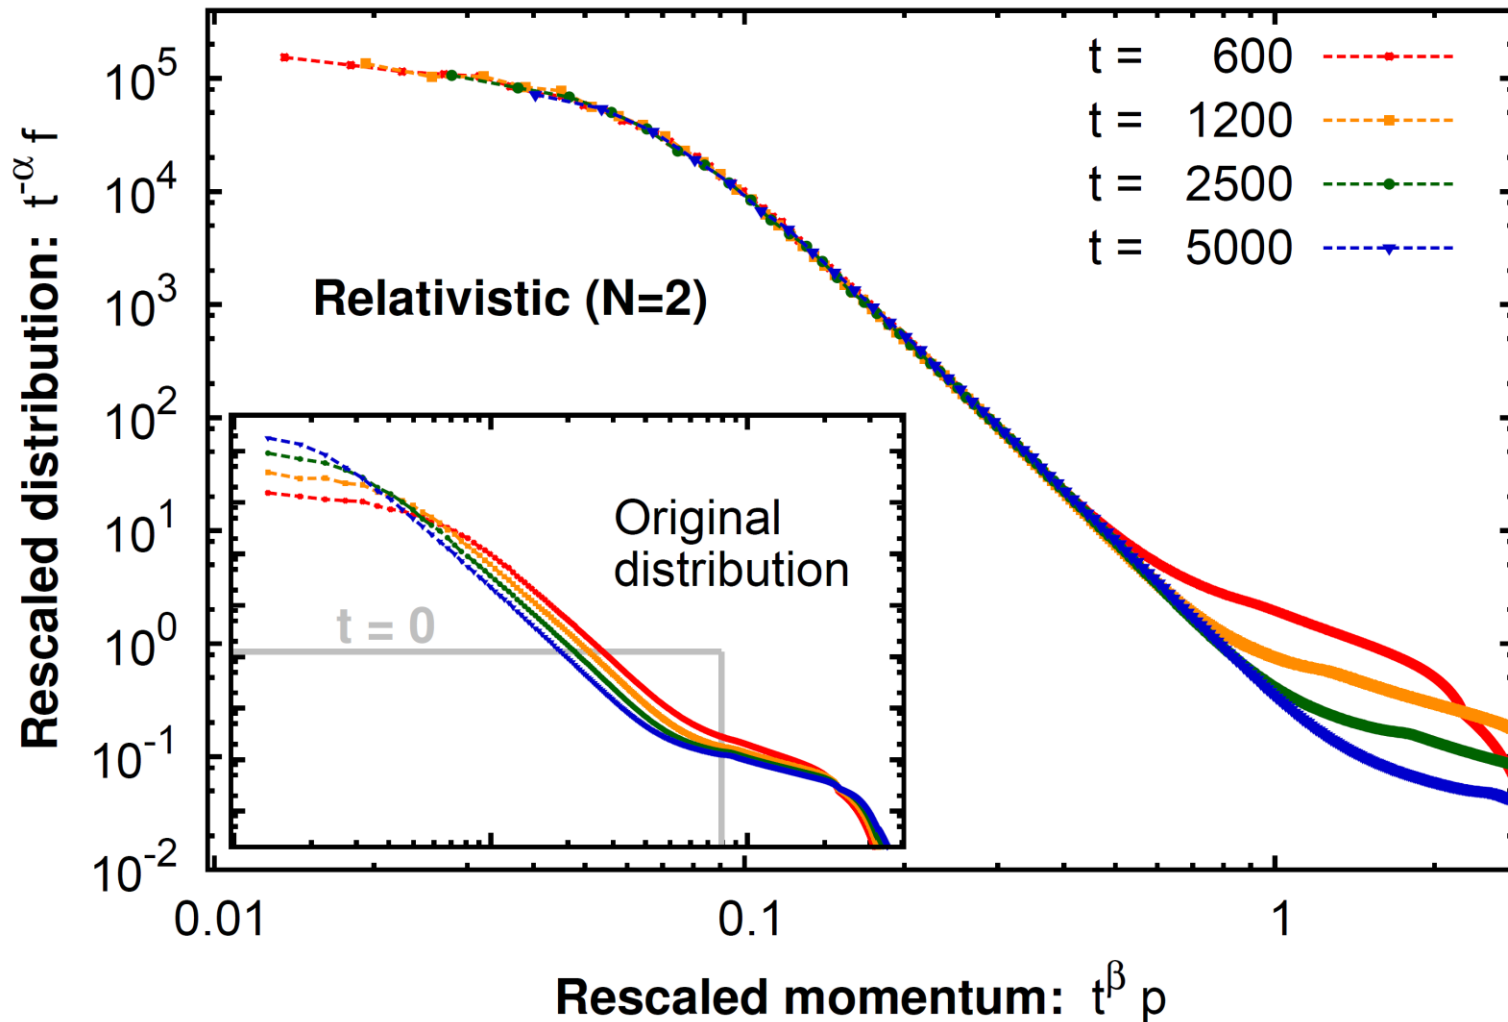 t = 600
t = 1200
t = 2500
t = 5000
Relativistic (N=2)
Original
distribution
t = 0
10^5
10^4
10^3
10^2
10^1
10^0
10^-1
10^-2
0.01 0.1 1
Rescaled distribution: t^-α f
Rescaled momentum: t^β p